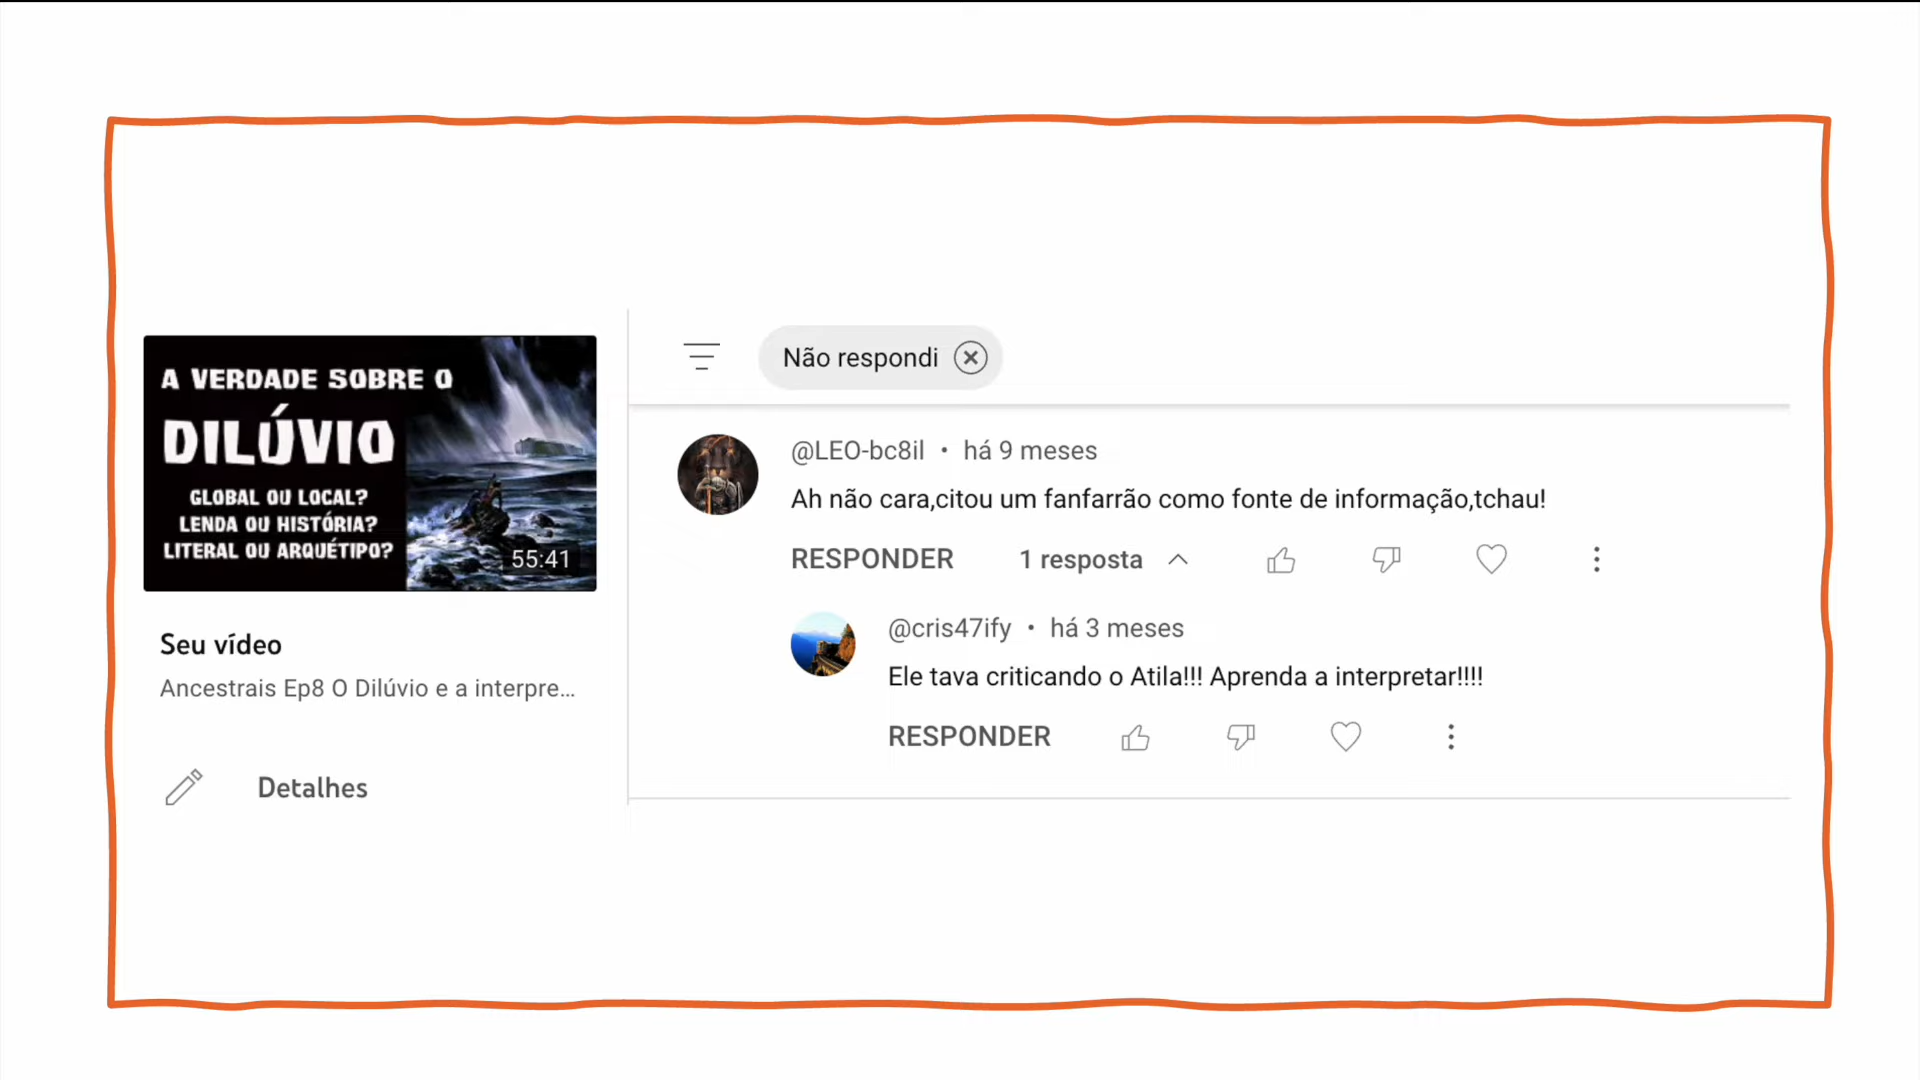 A VERDADE SOBRE O
DILÚVIO
GLOBAL OU LOCAL?
LENDA OU HISTÓRIA?
LITERAL OU ARQUÉTIPO?
55:41
Seu vídeo
Ancestrais Ep8 O Dilúvio e a interpre...
Detalhes
Não respondi
@LEO-bc8il • há 9 meses
Ah não cara,citou um fanfarrão como fonte de informação,tchau!
RESPONDER 1 resposta
@cris47ify • há 3 meses
Ele tava criticando o Atila!!! Aprenda a interpretar!!!!
RESPONDER